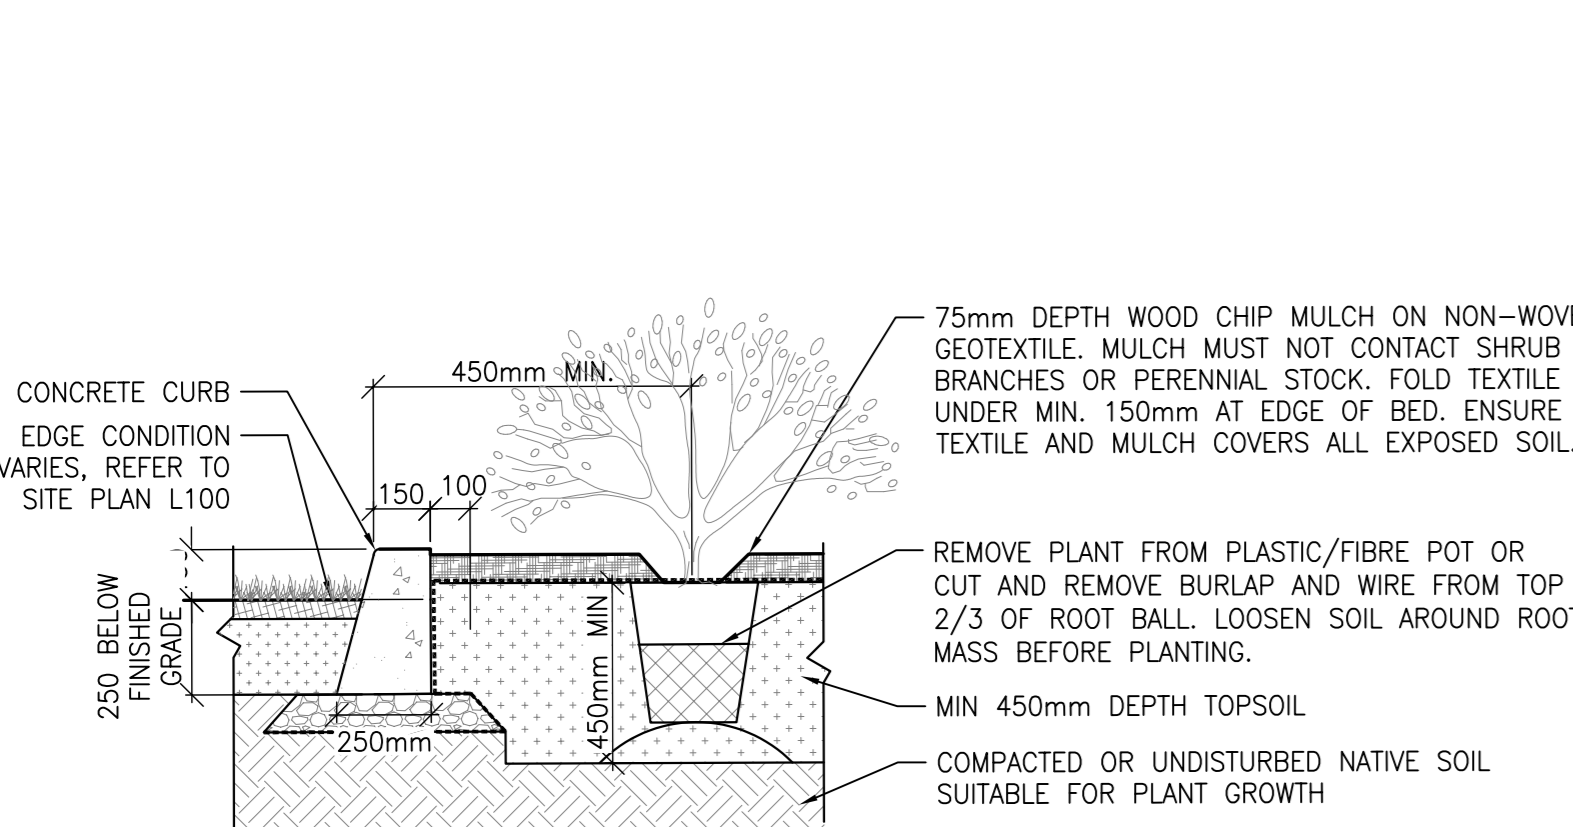 75mm DEPTH WOOD CHIP MULCH ON NON-WOVE
GEOTEXTILE. MULCH MUST NOT CONTACT SHRUB
BRANCHES OR PERENNIAL STOCK. FOLD TEXTILE
UNDER MIN. 150mm AT EDGE OF BED. ENSURE
TEXTILE AND MULCH COVERS ALL EXPOSED SOIL.
450mm MIN.
CONCRETE CURB
EDGE CONDITION
VARIES, REFER TO
SITE PLAN L100
150
100
REMOVE PLANT FROM PLASTIC/FIBRE POT OR
CUT AND REMOVE BURLAP AND WIRE FROM TOP
2/3 OF ROOT BALL. LOOSEN SOIL AROUND ROOT
MASS BEFORE PLANTING.
250 BELOW
FINISHED
GRADE
450mm MIN
250mm
MIN 450mm DEPTH TOPSOIL
COMPACTED OR UNDISTURBED NATIVE SOIL
SUITABLE FOR PLANT GROWTH